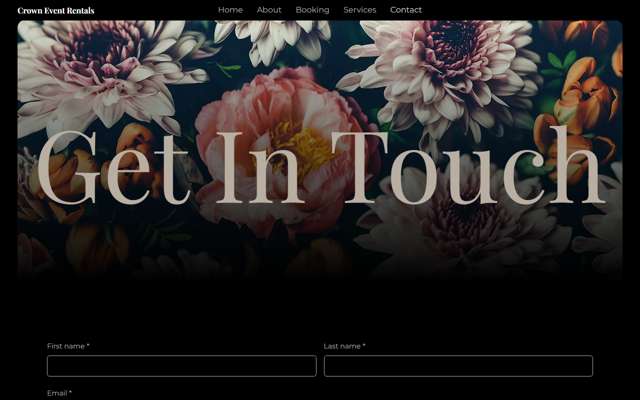 Crown Event Rentals
Home About Booking Services Contact
Get In Touch
First name * Last name *
Email *